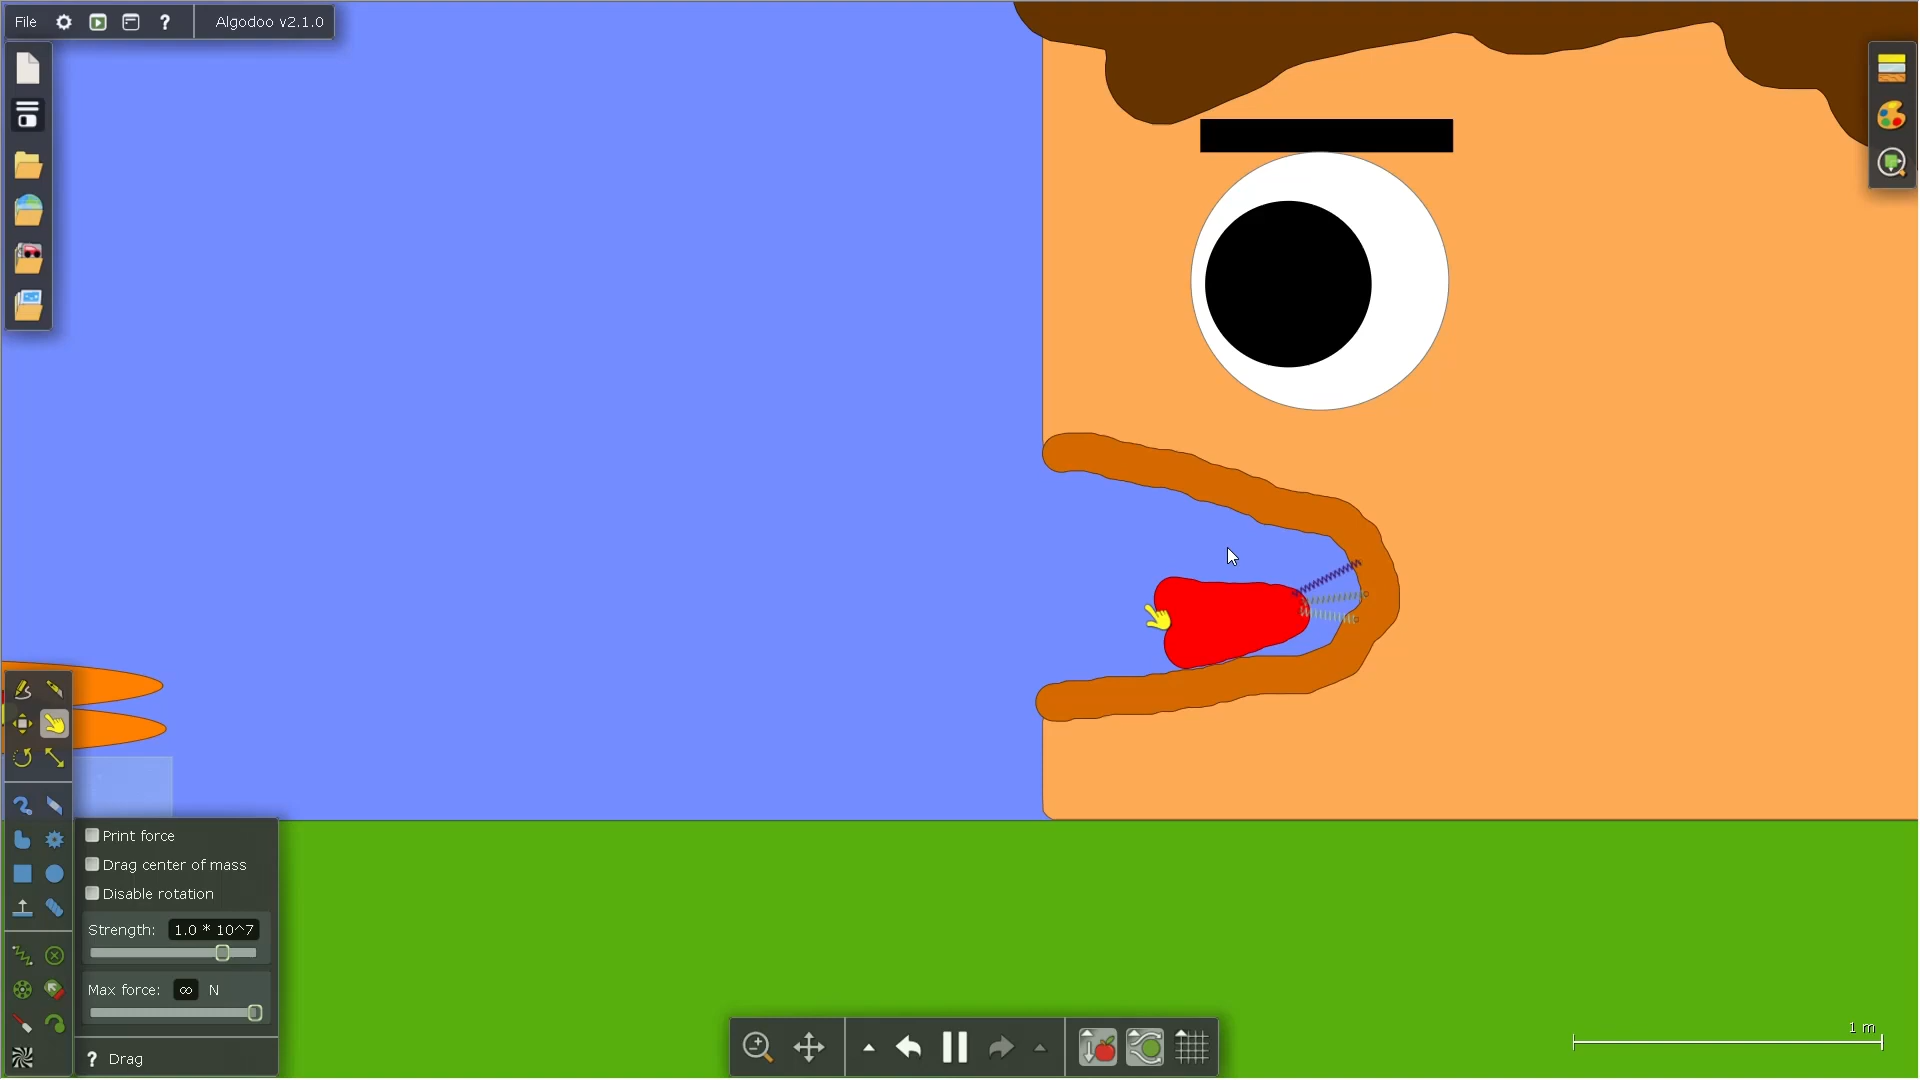 File ? Algodoo v2.1.0
Print force
Drag center of mass
Disable rotation
Strength: 1.0 * 10^7
Max force: ∞ N
? Drag
1 m